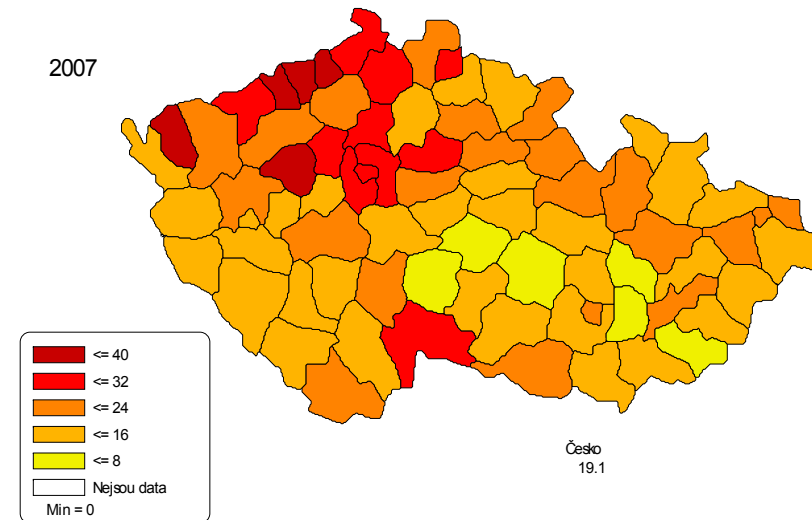 2007
<= 40
<= 32
<= 24
<= 16
<= 8
Nejsou data
Min = 0
Česko
19.1